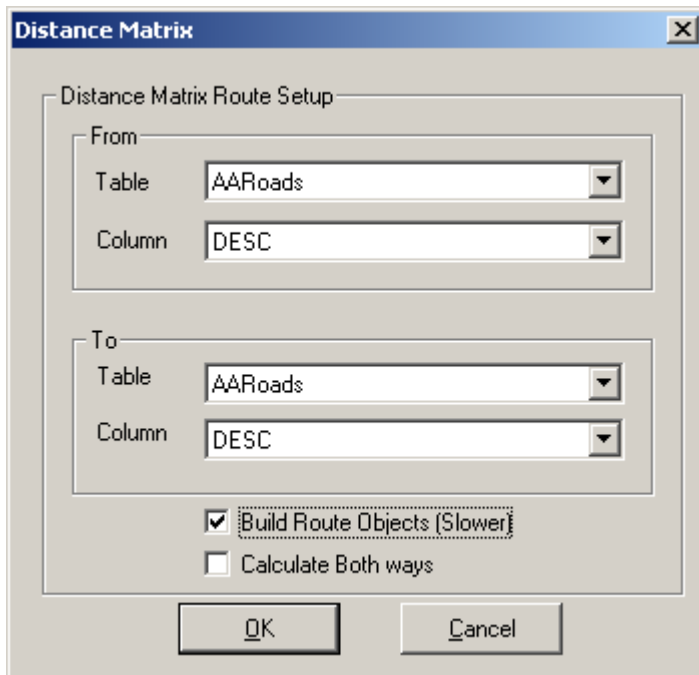 Distance Matrix
Distance Matrix Route Setup
From
Table AARoads
Column DESC
To
Table AARoads
Column DESC
Build Route Objects (Slower)
Calculate Both ways
OK Cancel